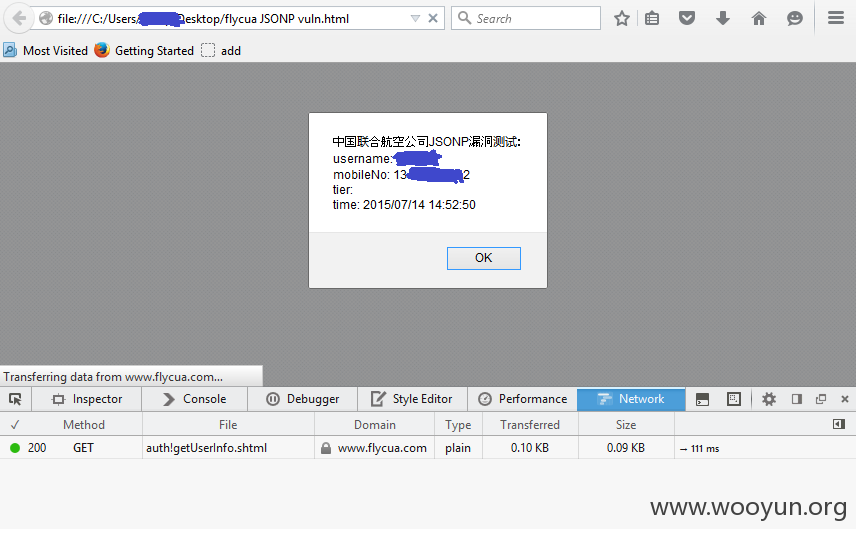 file:///C:/Users/ Desktop/flycua JSONP vuln.html
Search
Most Visited
Getting Started
add
中国联合航空公司JSONP漏洞测试:
username:
mobileNo: 13 2
tier:
time: 2015/07/14 14:52:50
OK
Transferring data from www.flycua.com...
Inspector
Console
Debugger
Style Editor
Performance
Network
✓ Method File Domain Type Transferred Size
200 GET auth!getUserInfo.shtml www.flycua.com plain 0.10 KB 0.09 KB → 111 ms
www.wooyun.org